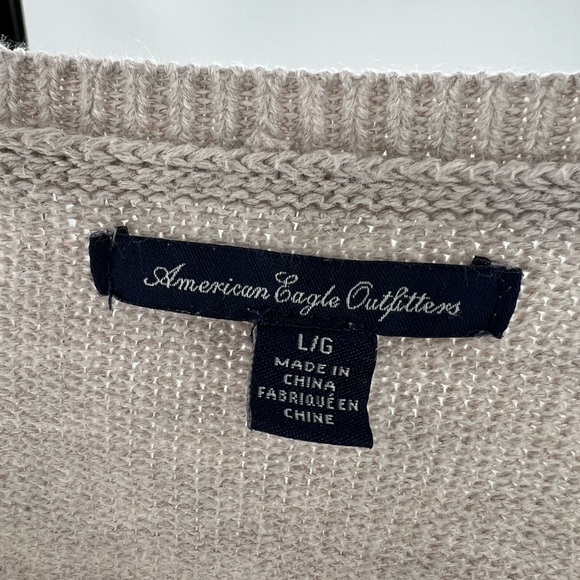 American Eagle Outfitters
L/G
MADE IN
CHINA
FABRIQUÉ EN
CHINE